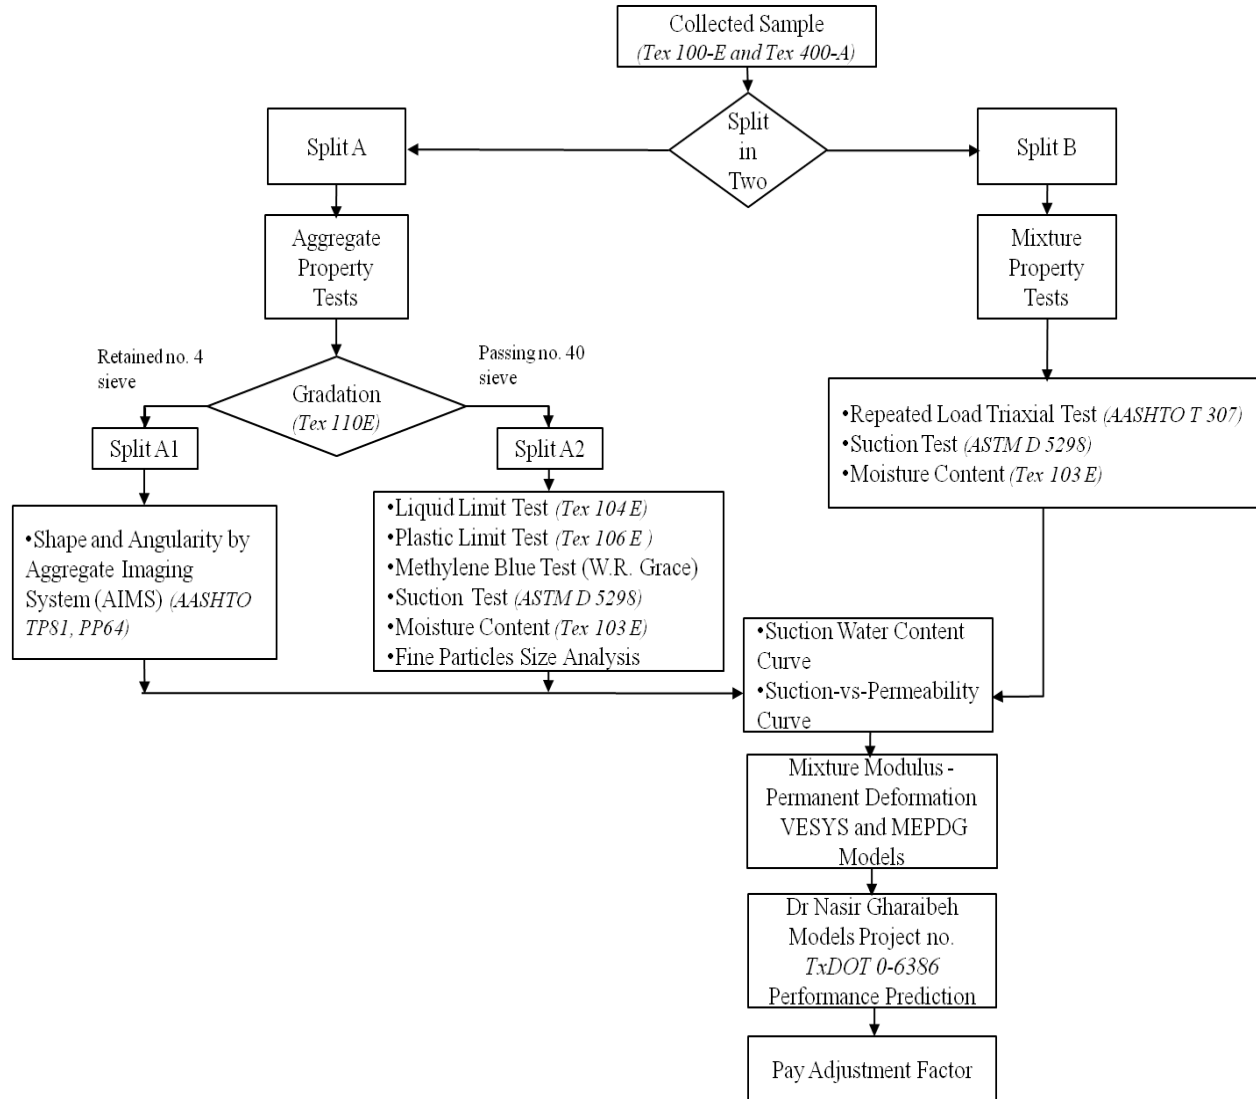 Collected Sample
(Tex 100-E and Tex 400-A)
Split
in
Two
Split A
Split B
Aggregate
Property
Tests
Mixture
Property
Tests
Retained no. 4
sieve
Passing no. 40
sieve
Gradation
(Tex 110E)
Split A1
Split A2
•Repeated Load Triaxial Test (AASHTO T 307)
•Suction Test (ASTM D 5298)
•Moisture Content (Tex 103 E)
•Shape and Angularity by
Aggregate Imaging
System (AIMS) (AASHTO
TP81, PP64)
•Liquid Limit Test (Tex 104 E)
•Plastic Limit Test (Tex 106 E )
•Methylene Blue Test (W.R. Grace)
•Suction Test (ASTM D 5298)
•Moisture Content (Tex 103 E)
•Fine Particles Size Analysis
•Suction Water Content
Curve
•Suction-vs-Permeability
Curve
Mixture Modulus -
Permanent Deformation
VESYS and MEPDG
Models
Dr Nasir Gharaibeh
Models Project no.
TxDOT 0-6386
Performance Prediction
Pay Adjustment Factor